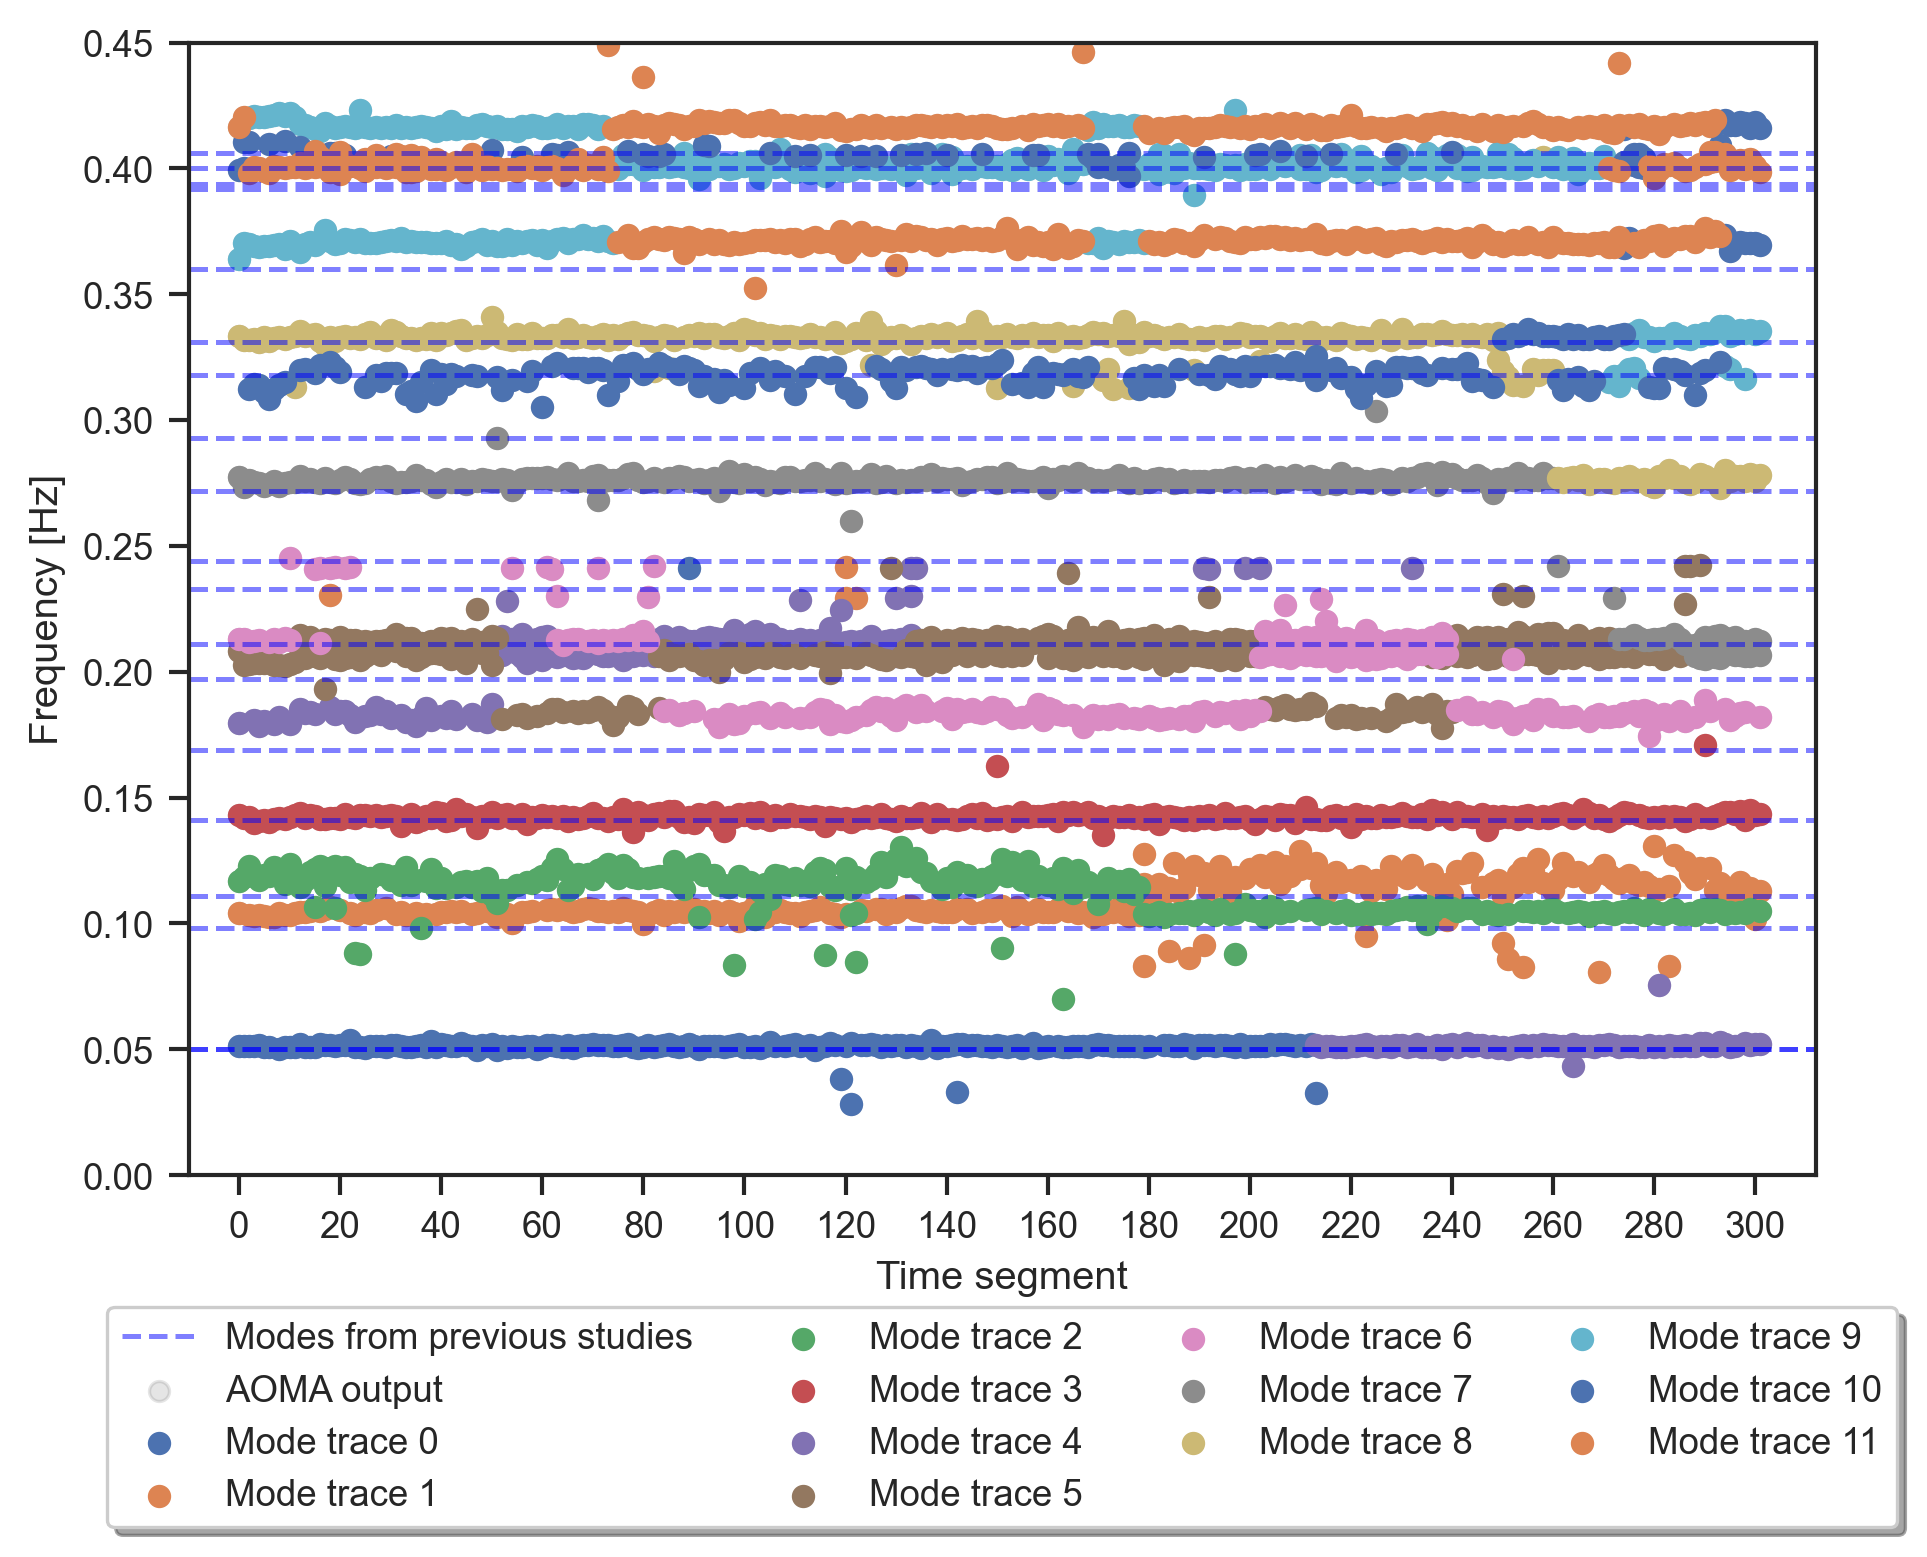 0.45
0.40
0.35
0.30
0.25
0.20
0.15
0.10
0.05
0.00
Frequency [Hz]
0 20 40 60 80 100 120 140 160 180 200 220 240 260 280 300
Time segment
Modes from previous studies
AOMA output
Mode trace 0
Mode trace 1
Mode trace 2
Mode trace 3
Mode trace 4
Mode trace 5
Mode trace 6
Mode trace 7
Mode trace 8
Mode trace 9
Mode trace 10
Mode trace 11